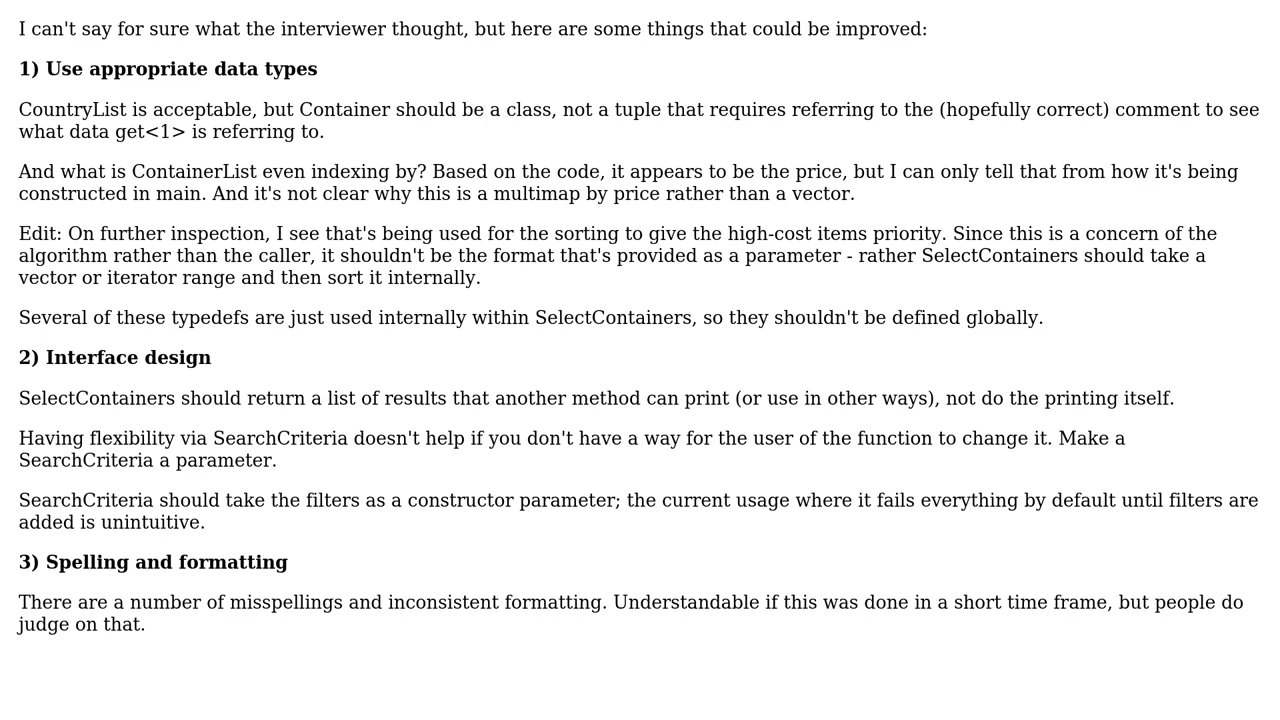 I can't say for sure what the interviewer thought, but here are some things that could be improved:
1) Use appropriate data types
CountryList is acceptable, but Container should be a class, not a tuple that requires referring to the (hopefully correct) comment to see
what data get<1> is referring to.
And what is ContainerList even indexing by? Based on the code, it appears to be the price, but I can only tell that from how it's being
constructed in main. And it's not clear why this is a multimap by price rather than a vector.
Edit: On further inspection, I see that's being used for the sorting to give the high-cost items priority. Since this is a concern of the
algorithm rather than the caller, it shouldn't be the format that's provided as a parameter - rather SelectContainers should take a
vector or iterator range and then sort it internally.
Several of these typedefs are just used internally within SelectContainers, so they shouldn't be defined globally.
2) Interface design
SelectContainers should return a list of results that another method can print (or use in other ways), not do the printing itself.
Having flexibility via SearchCriteria doesn't help if you don't have a way for the user of the function to change it. Make a
SearchCriteria a parameter.
SearchCriteria should take the filters as a constructor parameter; the current usage where it fails everything by default until filters are
added is unintuitive.
3) Spelling and formatting
There are a number of misspellings and inconsistent formatting. Understandable if this was done in a short time frame, but people do
judge on that.